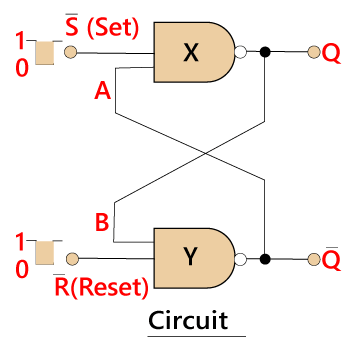 S̅ (Set)
1
0
X
Q
A
B
1
0
Y
Q̅
R̅(Reset)
Circuit